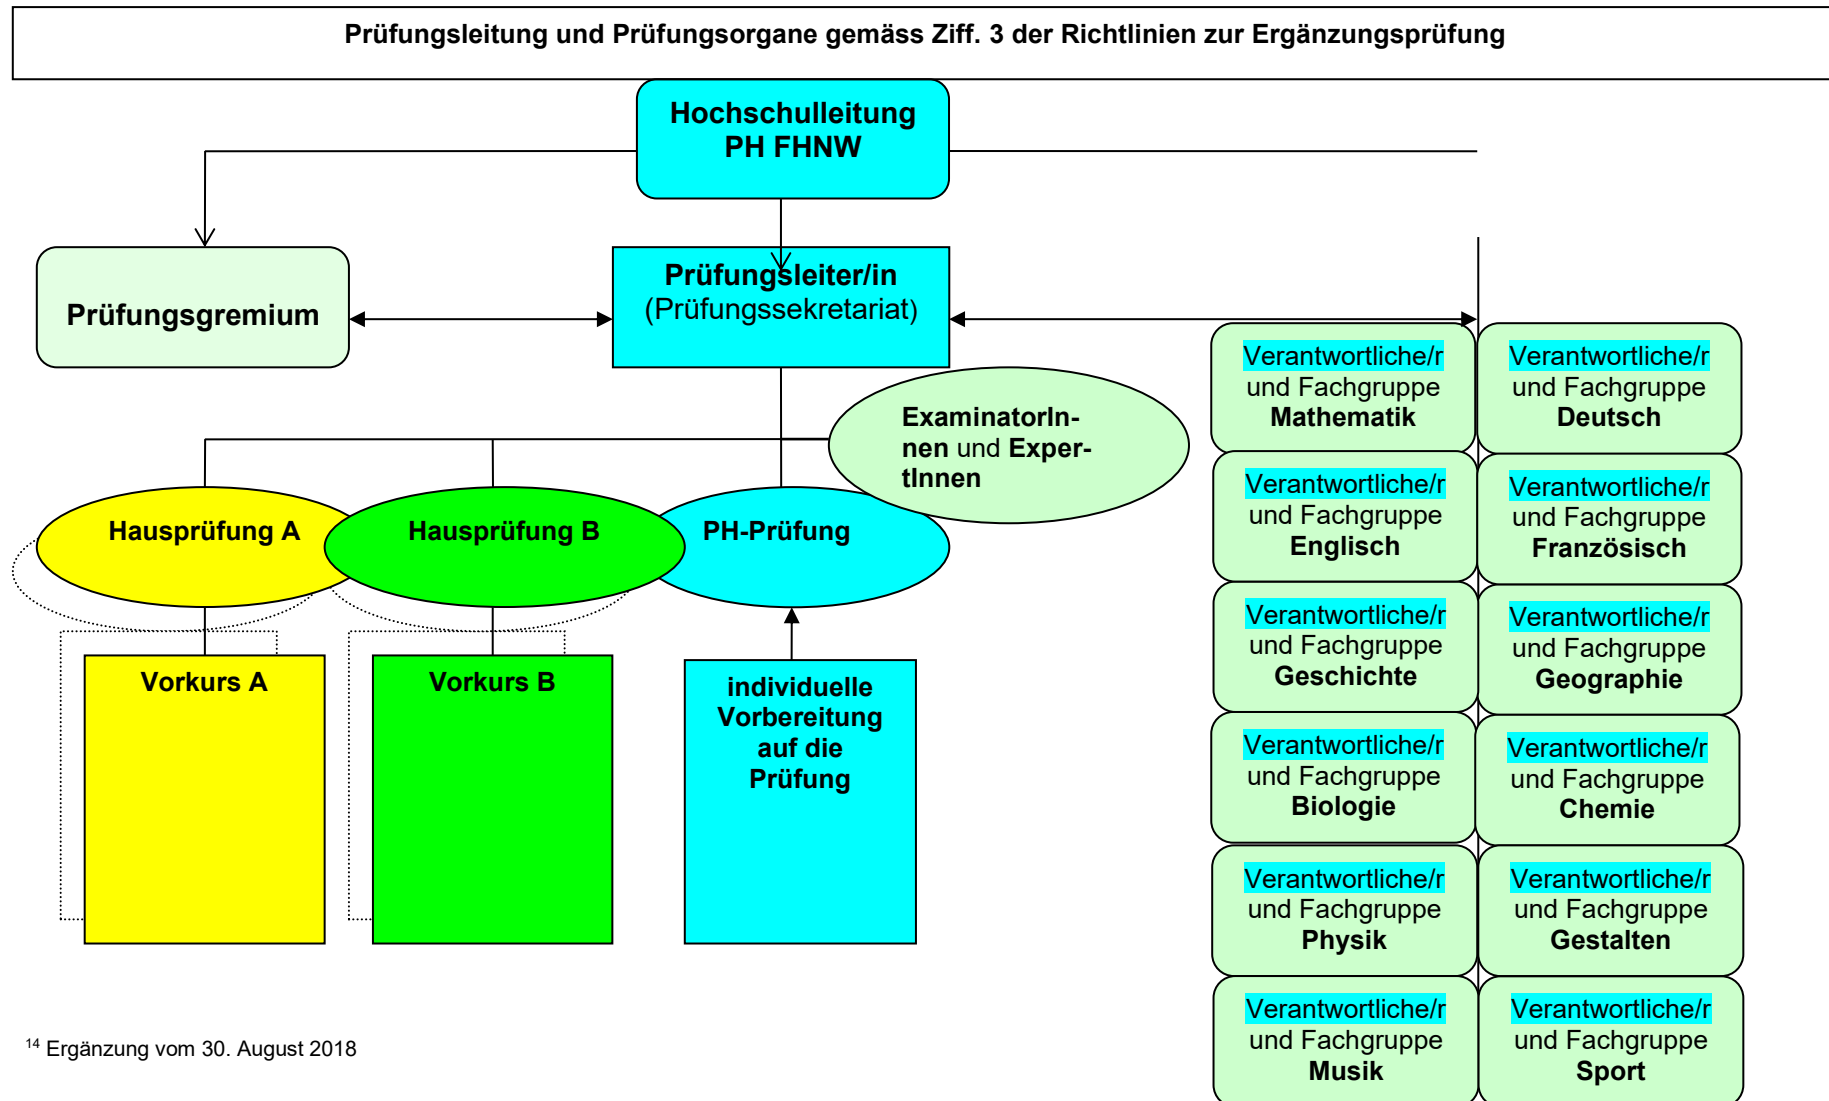 Prüfungsleitung und Prüfungsorgane gemäss Ziff. 3 der Richtlinien zur Ergänzungsprüfung
Hochschulleitung
PH FHNW
Prüfungsgremium
Prüfungsleiter/in
(Prüfungssekretariat)
ExaminatorIn-
nen und Exper-
tInnen
Hausprüfung A
Hausprüfung B
PH-Prüfung
Vorkurs A
Vorkurs B
individuelle
Vorbereitung
auf die
Prüfung
Verantwortliche/r
und Fachgruppe
Mathematik
Verantwortliche/r
und Fachgruppe
Deutsch
Verantwortliche/r
und Fachgruppe
Englisch
Verantwortliche/r
und Fachgruppe
Französisch
Verantwortliche/r
und Fachgruppe
Geschichte
Verantwortliche/r
und Fachgruppe
Geographie
Verantwortliche/r
und Fachgruppe
Biologie
Verantwortliche/r
und Fachgruppe
Chemie
Verantwortliche/r
und Fachgruppe
Physik
Verantwortliche/r
und Fachgruppe
Gestalten
Verantwortliche/r
und Fachgruppe
Musik
Verantwortliche/r
und Fachgruppe
Sport
14 Ergänzung vom 30. August 2018